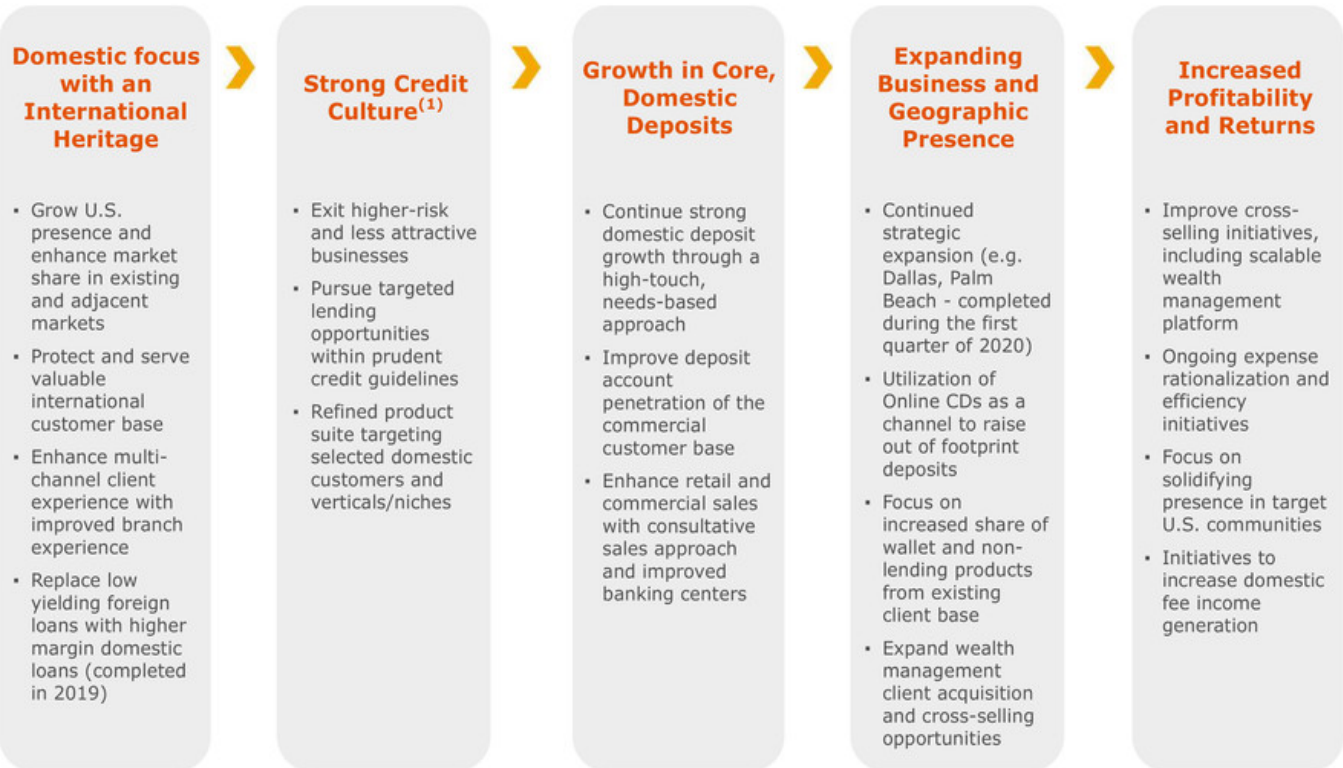 Domestic focus
with an
International
Heritage
▪ Grow U.S.
presence and
enhance market
share in existing
and adjacent
markets
▪ Protect and serve
valuable
international
customer base
▪ Enhance multi-
channel client
experience with
improved branch
experience
▪ Replace low
yielding foreign
loans with higher
margin domestic
loans (completed
in 2019)
Strong Credit
Culture(1)
▪ Exit higher-risk
and less attractive
businesses
▪ Pursue targeted
lending
opportunities
within prudent
credit guidelines
▪ Refined product
suite targeting
selected domestic
customers and
verticals/niches
Growth in Core,
Domestic
Deposits
▪ Continue strong
domestic deposit
growth through a
high-touch,
needs-based
approach
▪ Improve deposit
account
penetration of the
commercial
customer base
▪ Enhance retail and
commercial sales
with consultative
sales approach
and improved
banking centers
Expanding
Business and
Geographic
Presence
▪ Continued
strategic
expansion (e.g.
Dallas, Palm
Beach - completed
during the first
quarter of 2020)
▪ Utilization of
Online CDs as a
channel to raise
out of footprint
deposits
▪ Focus on
increased share of
wallet and non-
lending products
from existing
client base
▪ Expand wealth
management
client acquisition
and cross-selling
opportunities
Increased
Profitability
and Returns
▪ Improve cross-
selling initiatives,
including scalable
wealth
management
platform
▪ Ongoing expense
rationalization and
efficiency
initiatives
▪ Focus on
solidifying
presence in target
U.S. communities
▪ Initiatives to
increase domestic
fee income
generation